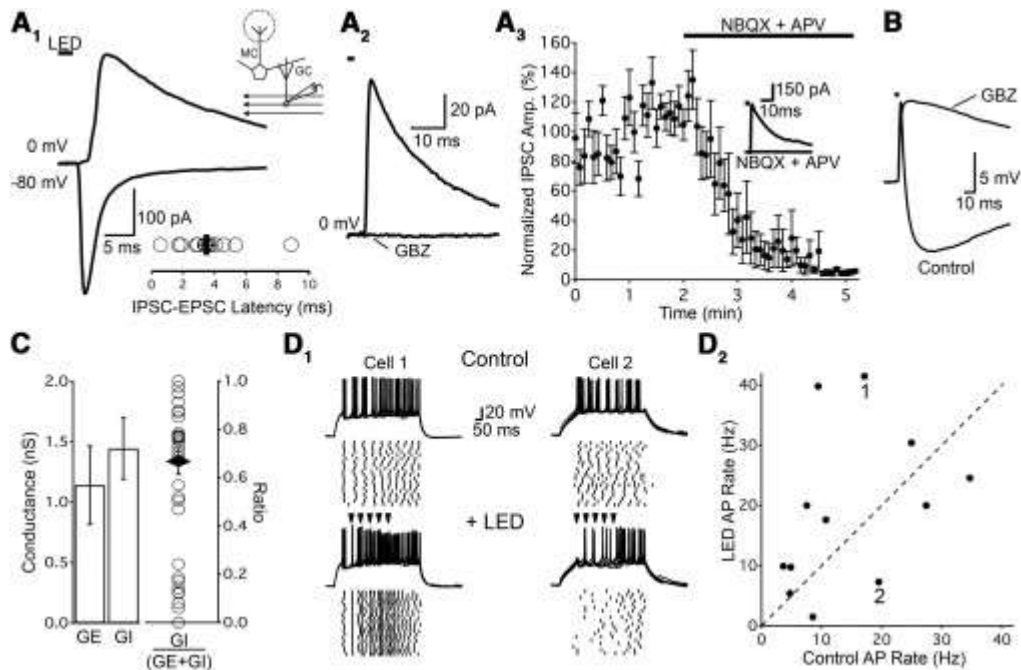 A1
LED
MC
GC
0 mV
-80 mV
100 pA
5 ms
0 2 4 6 8 10
IPSC-EPSC Latency (ms)
A2
20 pA
10 ms
0 mV
GBZ
A3
NBQX + APV
Normalized IPSC Amp. (%)
160
140
120
100
80
60
40
20
0
150 pA
10ms
NBQX + APV
0 1 2 3 4 5
Time (min)
B
GBZ
5 mV
10 ms
Control
C
Conductance (nS)
2.0
1.5
1.0
0.5
0.0
GE GI
GI
(GE+GI)
1.0
0.8
0.6
0.4
0.2
0.0
Ratio
D1
Cell 1
Control
Cell 2
20 mV
50 ms
+ LED
D2
LED AP Rate (Hz)
40
30
20
10
0
1
2
0 10 20 30 40
Control AP Rate (Hz)